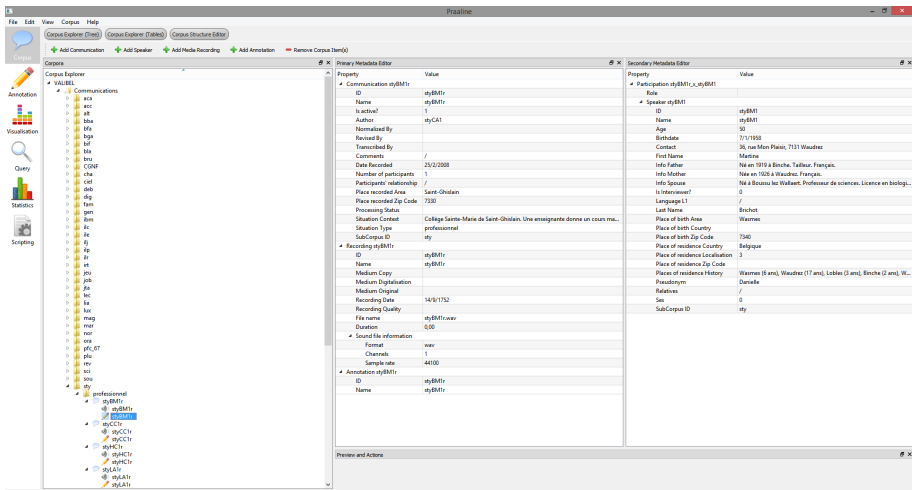 Praaline
File Edit View Corpus Help
Corpus Explorer (Tree) Corpus Explorer (Tables) Corpus Structure Editor
Add Communication Add Speaker Add Media Recording Add Annotation Remove Corpus Item(s)
Corpus
Annotation
Visualisation
Query
Statistics
Scripting
Corpora
Corpus Explorer
VALIBEL
Communications
aca
acc
alt
bba
bfa
bga
bif
bla
bru
CGNF
cha
ciel
deb
dig
fam
gen
ibm
ilc
ile
ilj
ilp
ilr
irt
jeu
job
jta
lec
lia
lux
mag
mar
nor
ora
pfc_67
plu
rev
sci
sou
sty
professionnel
styBM1r
styBM1r
styBM1r
styCC1r
styCC1r
styCC1r
styHC1r
styHC1r
styHC1r
styLA1r
styLA1r
styLA1r
Primary Metadata Editor
Property Value
Communication styBM1r
ID styBM1r
Name styBM1r
Is active? 1
Author styCA1
Normalized By
Revised By
Transcribed By
Comments /
Date Recorded 25/2/2008
Number of participants 1
Participants' relationship /
Place recorded Area Saint-Ghislain
Place recorded Zip Code 7330
Processing Status
Situation Context Collège Sainte-Marie de Saint-Ghislain. Une enseignante donne un cours ma...
Situation Type professionnel
SubCorpus ID sty
Recording styBM1r
ID styBM1r
Name styBM1r
Medium Copy
Medium Digitalisation
Medium Original
Recording Date 14/9/1752
Recording Quality
File name styBM1r.wav
Duration 0,00
Sound file information
Format wav
Channels 1
Sample rate 44100
Annotation styBM1r
ID styBM1r
Name styBM1r
Preview and Actions
Secondary Metadata Editor
Property Value
Participation styBM1r_x_styBM1
Role
Speaker styBM1
ID styBM1
Name styBM1
Age 50
Birthdate 7/1/1958
Contact 36, rue Mon Plaisir, 7131 Waudrez
First Name Martine
Info Father Né en 1919 à Binche. Tailleur. Français.
Info Mother Née en 1926 à Waudrez. Français.
Info Spouse Né à Boussu lez Wallaert. Professeur de sciences. Licence en biologi...
Is Interviewer? 0
Language L1 /
Last Name Brichot
Place of birth Area Wasmes
Place of birth Country
Place of birth Zip Code 7340
Place of residence Country Belgique
Place of residence Localisation 3
Place of residence Zip Code
Places of residence History Wasmes (6 ans), Waudrez (17 ans), Lobles (3 ans), Binche (2 ans), W...
Pseudonym Danielle
Relatives /
Sex 0
SubCorpus ID sty